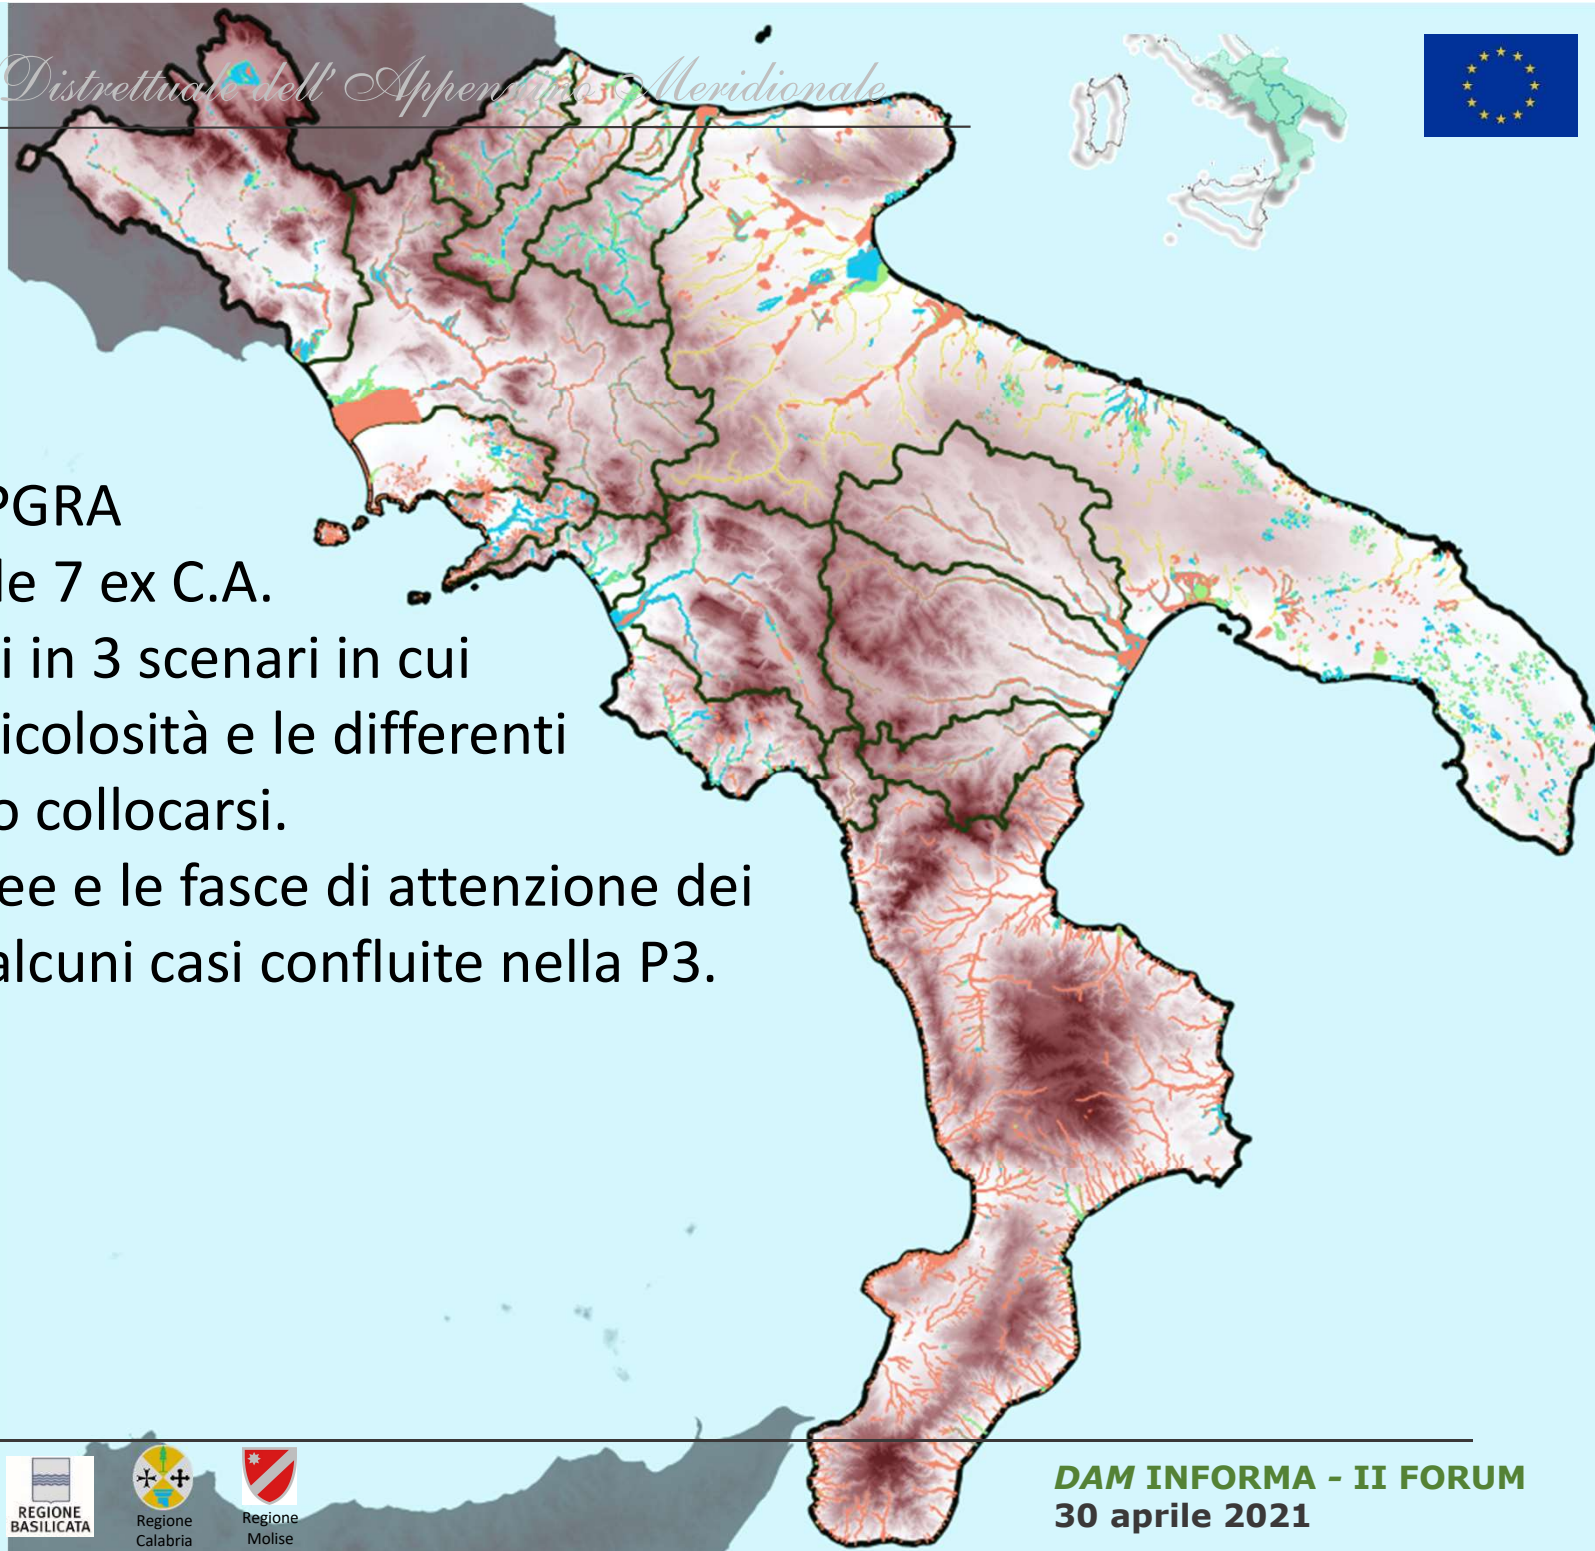 Distrettuale dell' Appennino Meridionale
PGRA
le 7 ex C.A.
i in 3 scenari in cui
icolosità e le differenti
o collocarsi.
ee e le fasce di attenzione dei
alcuni casi confluite nella P3.
REGIONE
BASILICATA
Regione
Calabria
Regione
Molise
DAM INFORMA - II FORUM
30 aprile 2021